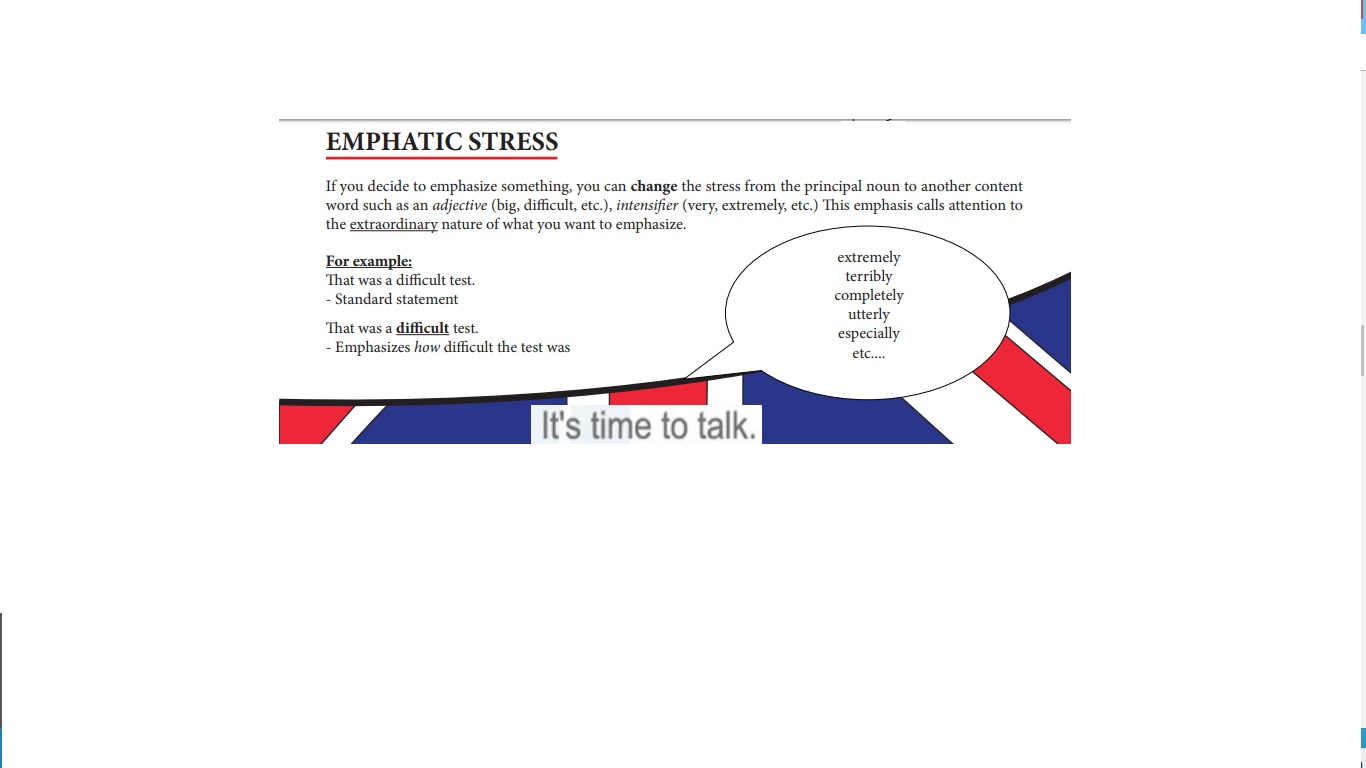 EMPHATIC STRESS
If you decide to emphasize something, you can change the stress from the principal noun to another content
word such as an adjective (big, difficult, etc.), intensifier (very, extremely, etc.) This emphasis calls attention to
the extraordinary nature of what you want to emphasize.
For example:
That was a difficult test.
- Standard statement
That was a difficult test.
- Emphasizes how difficult the test was
extremely
terribly
completely
utterly
especially
etc....
It's time to talk.